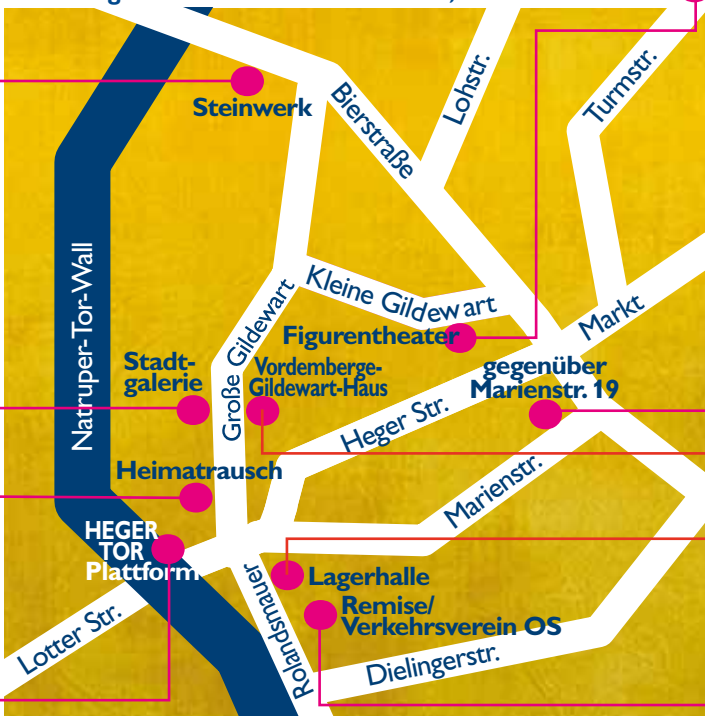 Steinwerk
Bierstraße
Lohstr.
Turmstr.
Natruper-Tor-Wall
Große Gildewart
Kleine Gildewart
Figurentheater
Markt
Stadt-
galerie
Vordemberge-
Gildewart-Haus
gegenüber
Marienstr. 19
Heger Str.
Heimatrausch
Marienstr.
HEGER
TOR
Plattform
Lagerhalle
Remise/
Verkehrsverein OS
Rolandsmauer
Lotter Str.
Dielingerstr.